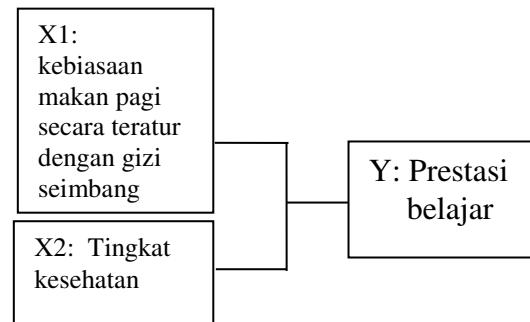 X1:
kebiasaan
makan pagi
secara teratur
dengan gizi
seimbang
X2: Tingkat
kesehatan
Y: Prestasi
belajar